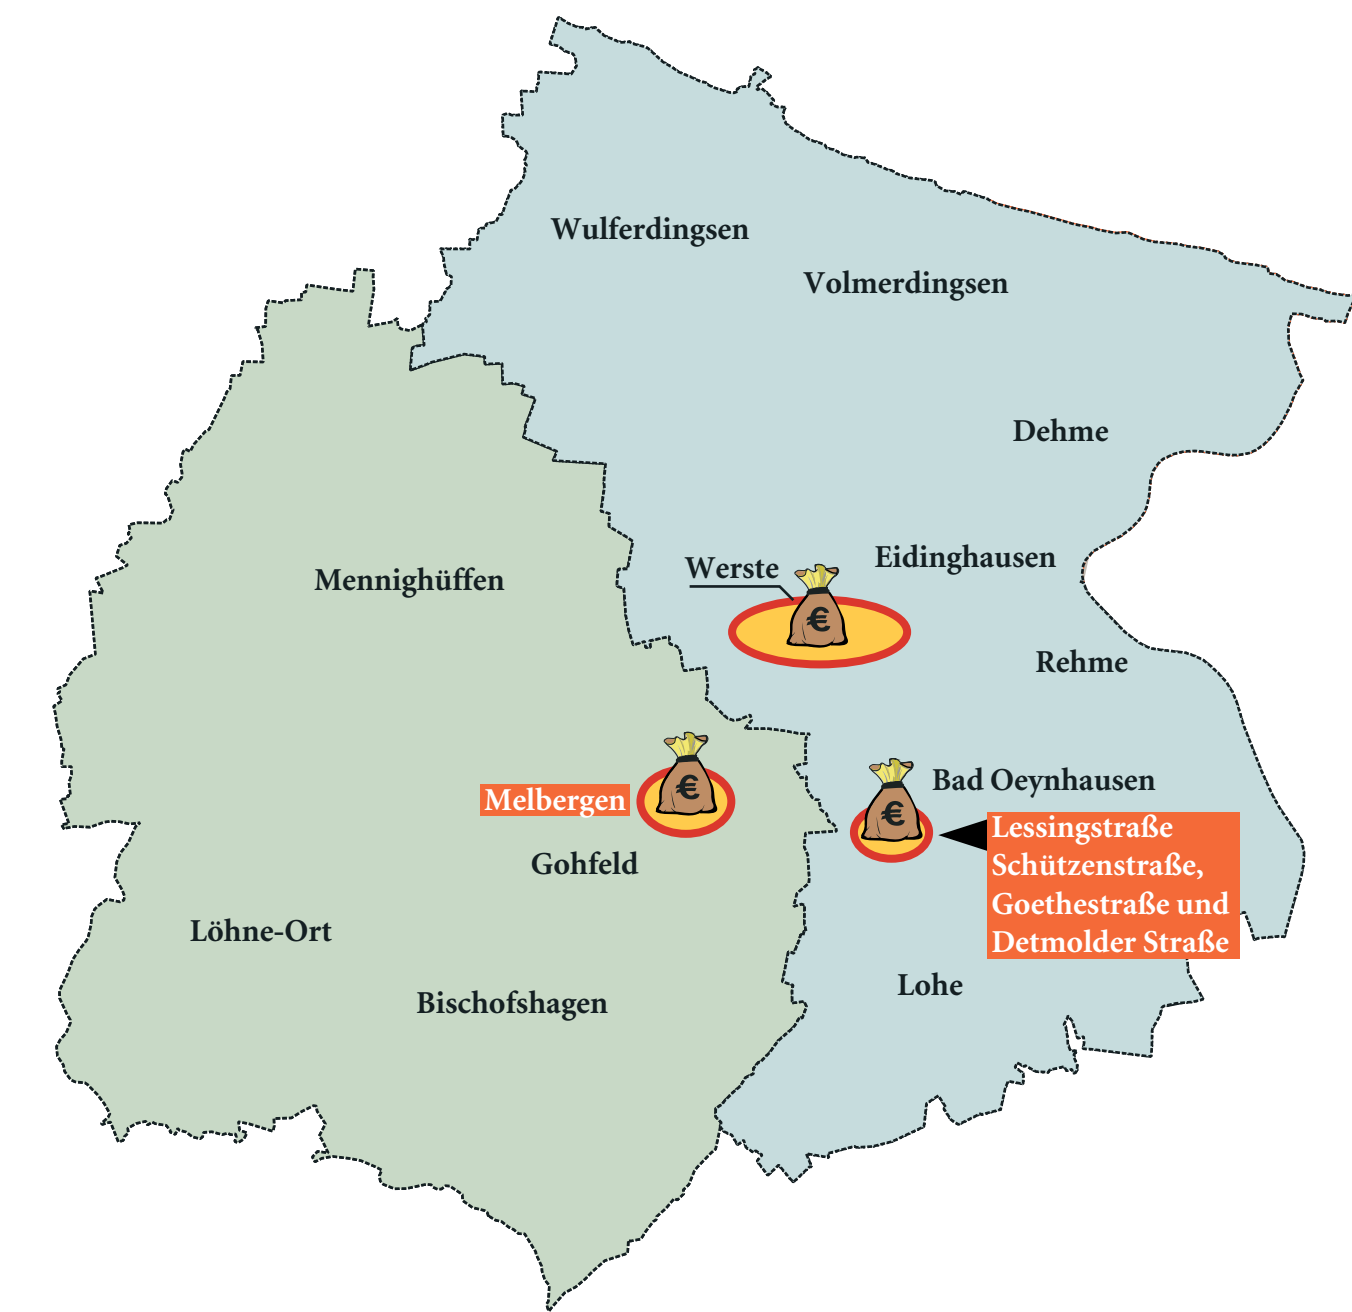 Wulferdingsen
Volmerdingsen
Dehme
Eidinghausen
Werste
€
Mennighüffen
Rehme
€
Melbergen
Bad Oeynhausen
€
Lessingstraße
Schützenstraße,
Goethestraße und
Detmolder Straße
Gohfeld
Löhne-Ort
Lohe
Bischofshagen